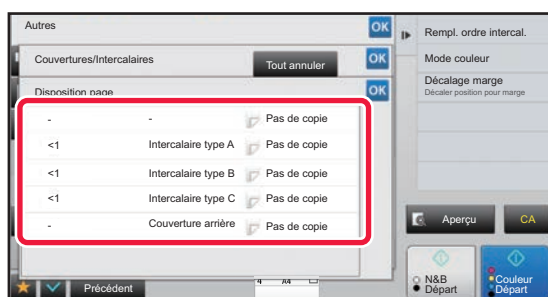 Autres OK
Couvertures/Intercalaires Tout annuler OK
Disposition page OK
- - Pas de copie
<1 Intercalaire type A Pas de copie
<1 Intercalaire type B Pas de copie
<1 Intercalaire type C Pas de copie
- Couverture arrière Pas de copie
Précédent
A4
Rempl. ordre intercal.
Mode couleur
Décalage marge
Décaler position pour marge
Aperçu CA
N&B
Départ
Couleur
Départ